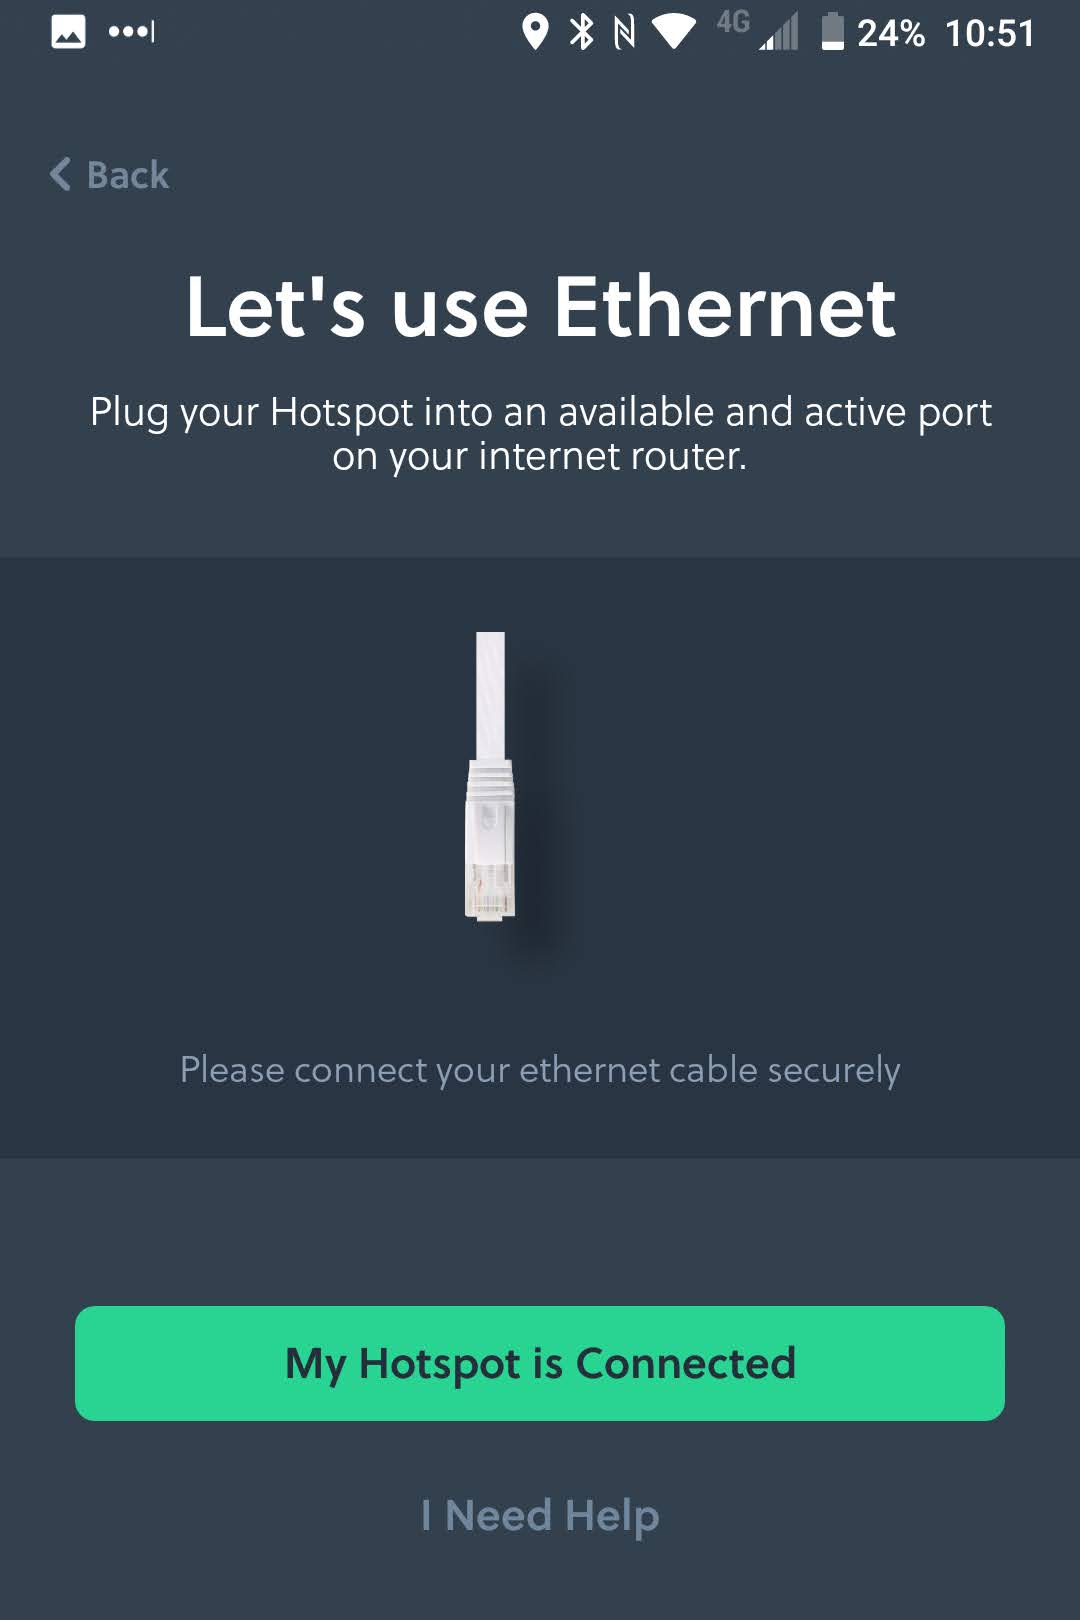 4G 24% 10:51
Back
Let's use Ethernet
Plug your Hotspot into an available and active port
on your internet router.
Please connect your ethernet cable securely
My Hotspot is Connected
I Need Help